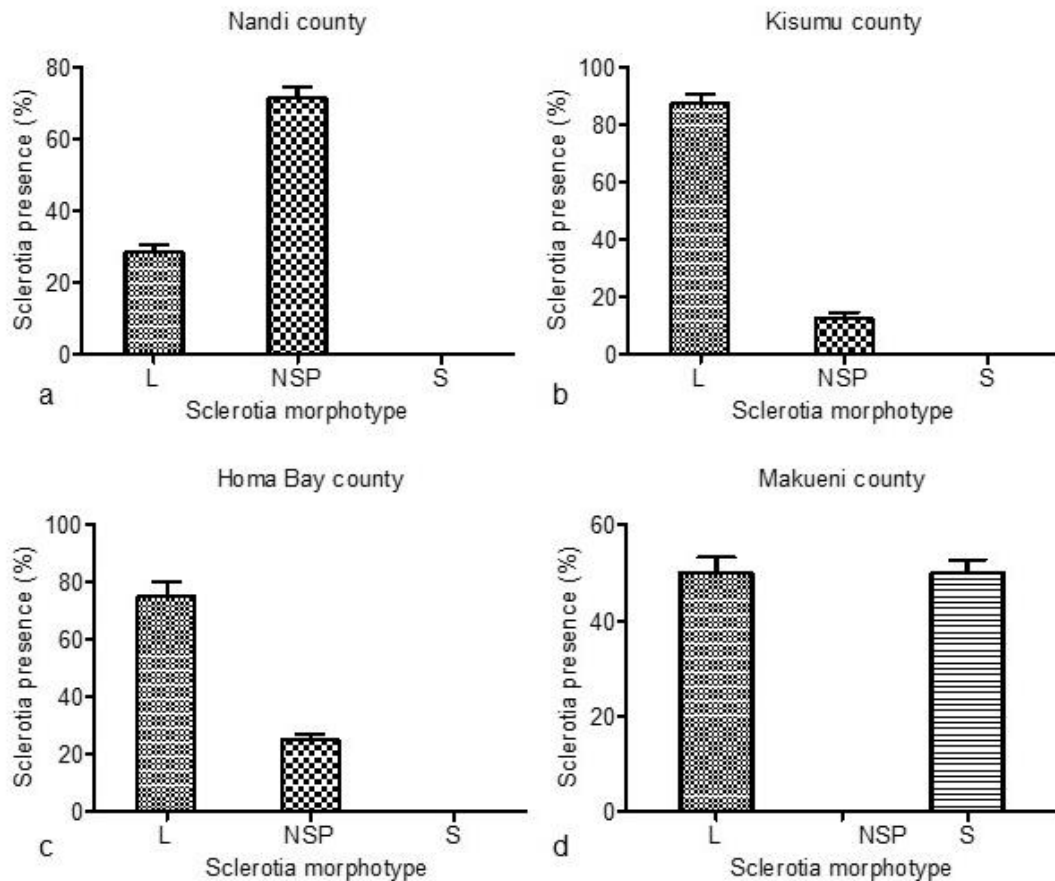 Nandi county
Sclerotia presence (%)
80
60
40
20
0
L NSP S
Sclerotia morphotype
a
Kisumu county
Sclerotia presence (%)
100
80
60
40
20
0
L NSP S
Sclerotia morphotype
b
Homa Bay county
Sclerotia presence (%)
100
80
60
40
20
0
L NSP S
Sclerotia morphotype
c
Makueni county
Sclerotia presence (%)
60
40
20
0
L NSP S
Sclerotia morphotype
d